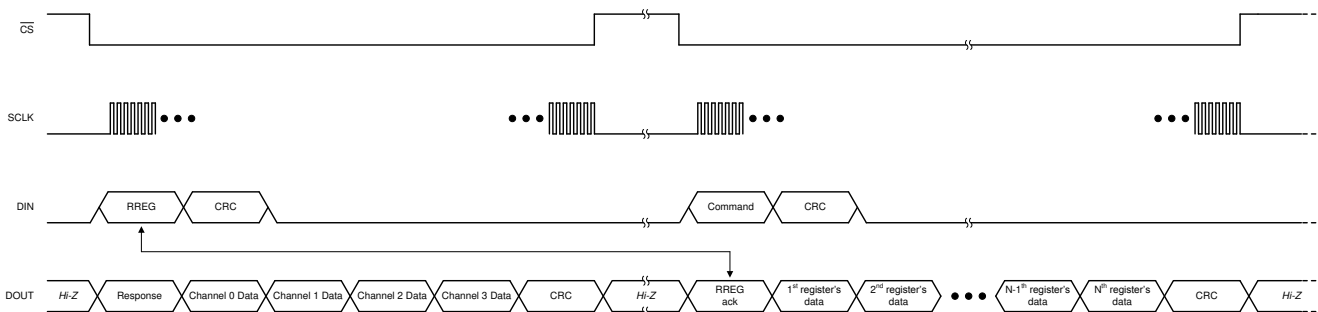 CS
SCLK
DIN
RREG
CRC
Command
CRC
DOUT
Hi-Z
Response
Channel 0 Data
Channel 1 Data
Channel 2 Data
Channel 3 Data
CRC
Hi-Z
RREG
ack
1st register's
data
2nd register's
data
N-1th register's
data
Nth register's
data
CRC
Hi-Z